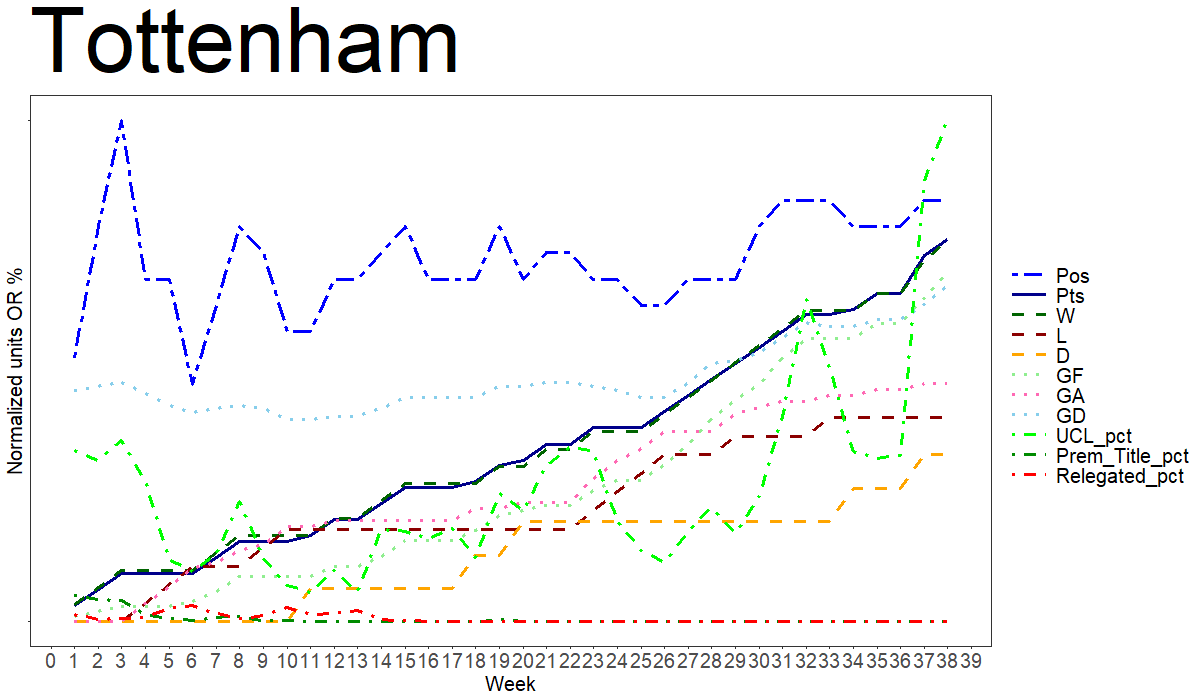 Tottenham
Normalized units OR %
Pos
Pts
W
L
D
GF
GA
GD
UCL_pct
Prem_Title_pct
Relegated_pct
0 1 2 3 4 5 6 7 8 9 10 11 12 13 14 15 16 17 18 19 20 21 22 23 24 25 26 27 28 29 30 31 32 33 34 35 36 37 38 39
Week